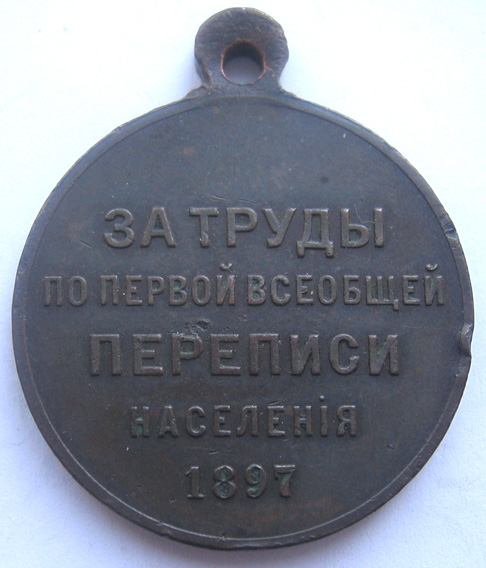 ЗА ТРУДЫ
ПО ПЕРВОЙ ВСЕОБЩЕЙ
ПЕРЕПИСИ
НАСЕЛЕНІЯ
1897